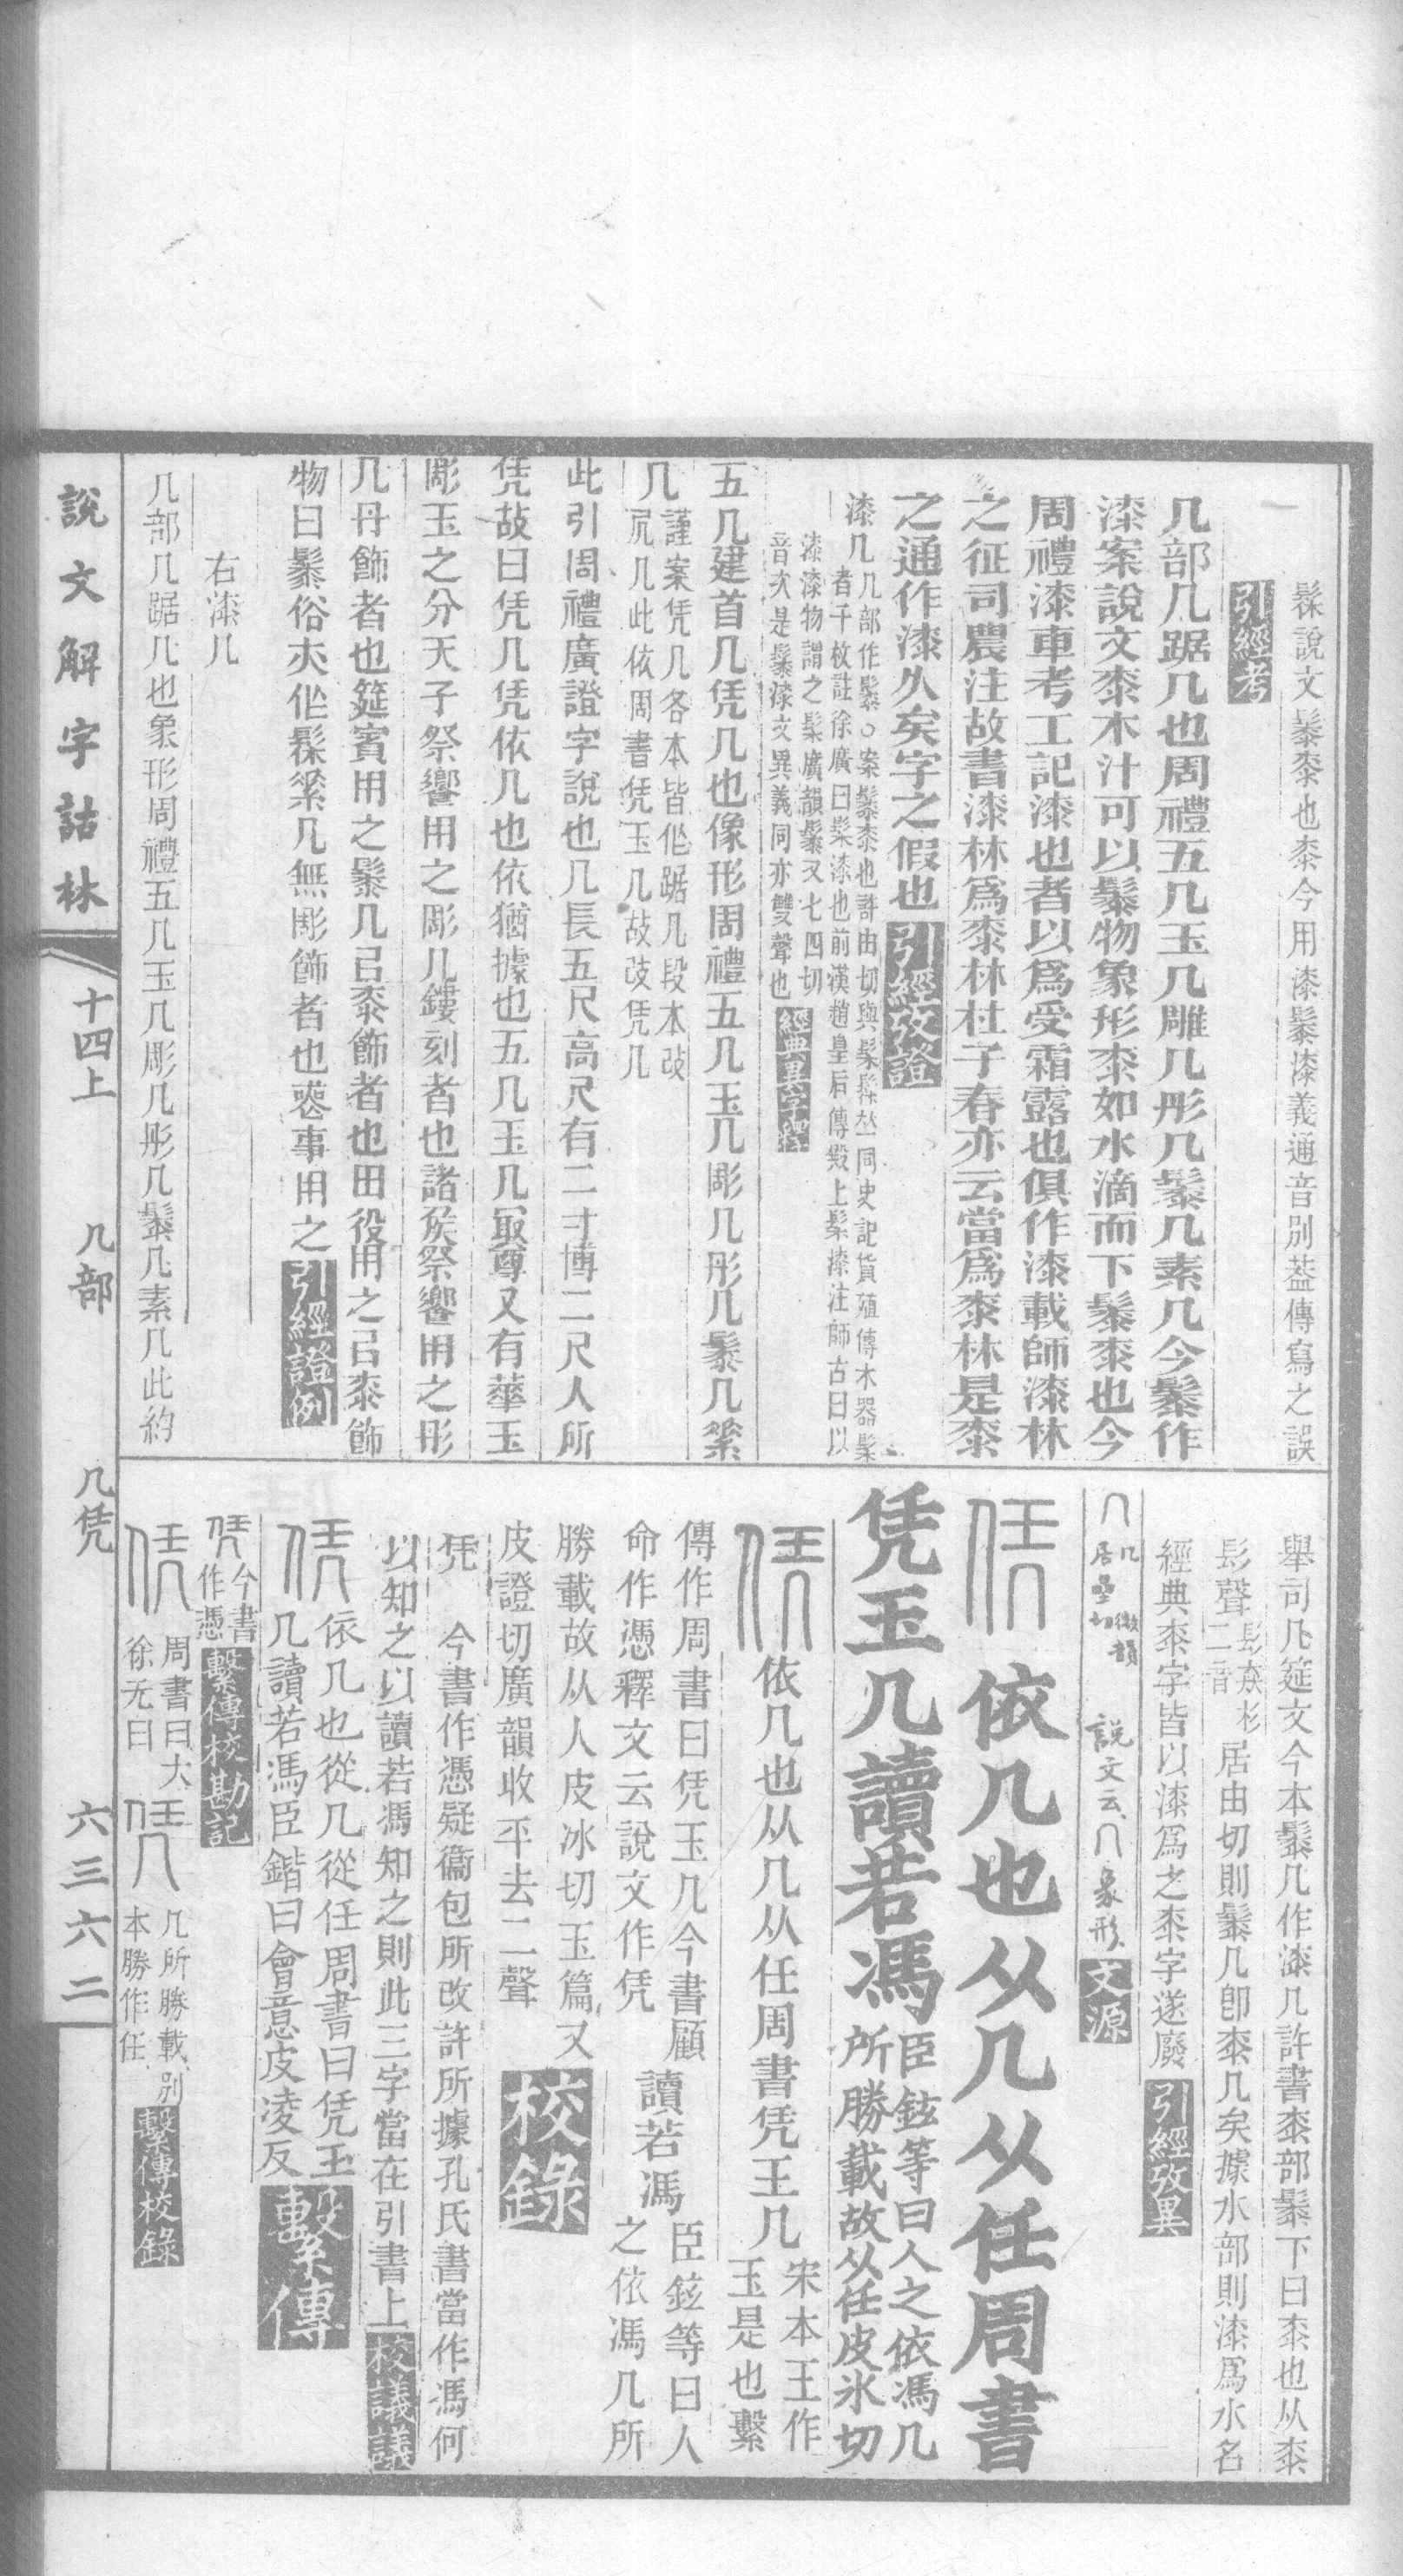 髹說文鬃桼也桼今用漆鬃漆義通音別葢傳寫之誤
引經考
几部几踞几也周禮五几玉几雕几彤几鬃几素几今鬃作
漆案說文桼木汁可以鬃物象形桼如水滴而下鬃桼也今
周禮漆車考工記漆也者以爲受霜露也俱作漆載師漆林
之征司農注故書漆林爲桼林杜子春亦云當爲桼林是桼
之通作漆久矣字之假也 引經攷證
漆几几部作鬃○案鬃桼也許由切與髤髹竝同史記貨殖傳木器髤
者千枚註徐廣曰髤漆也前漢趙皇后傳殿上髤漆注師古曰以
漆漆物謂之髤廣韻鬃又七四切
音次是鬃漆文異義同亦雙聲也 經典異字釋
五几建首几凭几也像形周禮五几玉几彫几彤几鬃几𦃃
几 謹案凭几各本皆作踞几段本改
凥几此依周書凭玉几故改凭几
此引周禮廣證字說也几長五尺高尺有二寸博二尺人所
凭故曰凭几凭依几也依猶據也五几玉几冣尊又有華玉
彫玉之分天子祭饗用之彫几鏤刻者也諸矦祭饗用之彤
几丹飾者也筵賓用之鬃几㠯桼飾者也田役用之㠯桼飾
物曰鬃俗夶作髹𦃃几無彫飾者也喪事用之 引經證例
右漆几
几部几踞几也象形周禮五几玉几彫几彤几鬃几素几此約
舉司几筵文今本鬃几作漆几許書桼部鬃下曰桼也从桼
髟聲 髟猋杉二音 居由切則鬃几卽桼几矣據水部則漆爲水名
經典桼字皆以漆爲之桼字遂廢 引經攷異
几 几 居里切 微韻 說文云几象形 文源
凭 依几也从几从任周書
凭玉几讀若馮 臣鉉等曰人之依馮几
所勝載故从任皮冰切
凭 依几也从几从任周書凭王几 宋本王作
玉是也繫
傳作周書曰凭玉几今書顧
命作憑釋文云說文作凭 讀若馮 臣鉉等曰人
之依馮几所
勝載故从人皮冰切玉篇又
皮證切廣韻收平去二聲 校錄
凭 今書作憑疑衞包所改許所據孔氏書當作馮何
以知之以讀若馮知之則此三字當在引書上 校議議
凭 依几也從几從任周書曰凭玉
几讀若馮臣鍇曰會意皮凌反 繫傳
凭 今書
作憑 繫傳校勘記
凭 周書曰大
徐无曰 凭 几所勝載別
本勝作任 繫傳校錄
說文解字詁林 十四上 几部 几凭 六三六二